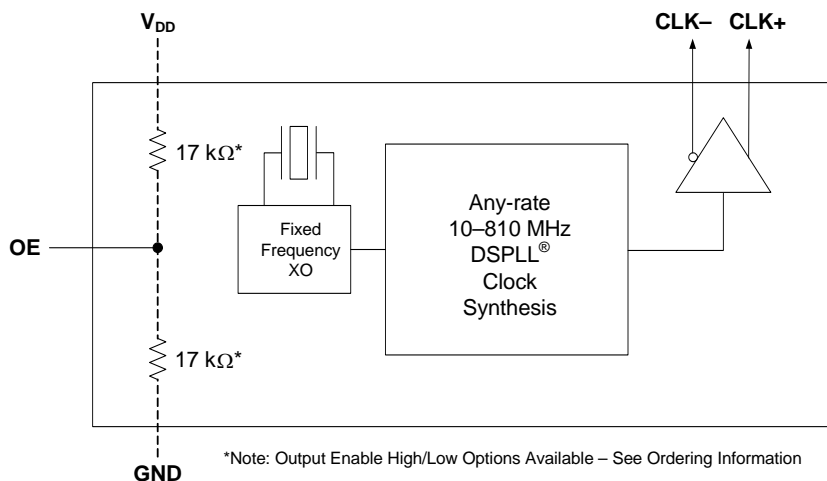 V_DD
CLK–
CLK+
17 kΩ*
Fixed
Frequency
XO
Any-rate
10–810 MHz
DSPLL®
Clock
Synthesis
OE
17 kΩ*
GND
*Note: Output Enable High/Low Options Available – See Ordering Information